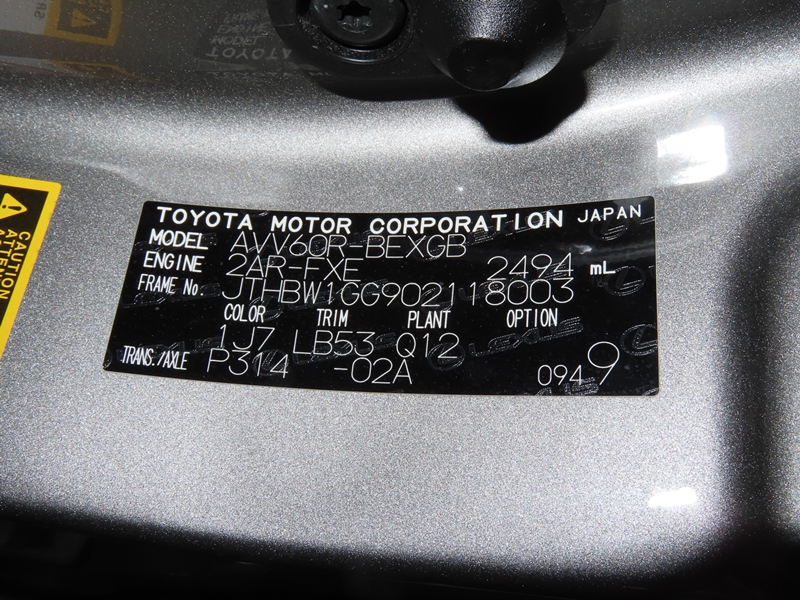 TOYOTA MOTOR CORPORATION JAPAN
MODEL AVV60R-BEXGB
ENGINE 2AR-FXE 2494 mL
FRAME No. JTHBW1GG902118003
COLOR TRIM PLANT OPTION
1J7 LB53 Q12
TRANS./AXLE P314 -02A 0949
CAUTION